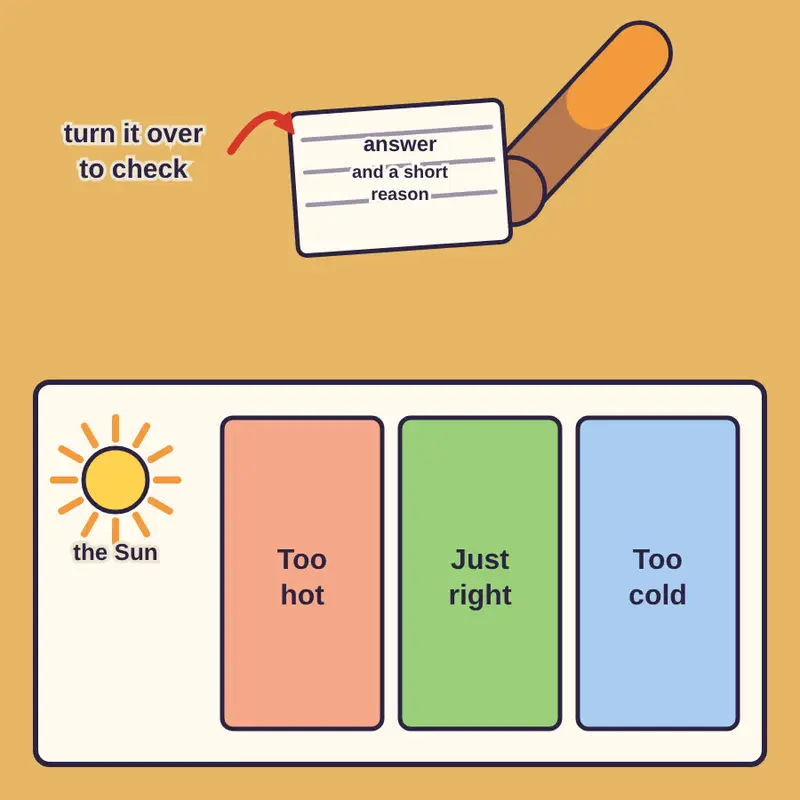 turn it over
to check
answer
and a short
reason
the Sun
Too
hot
Just
right
Too
cold